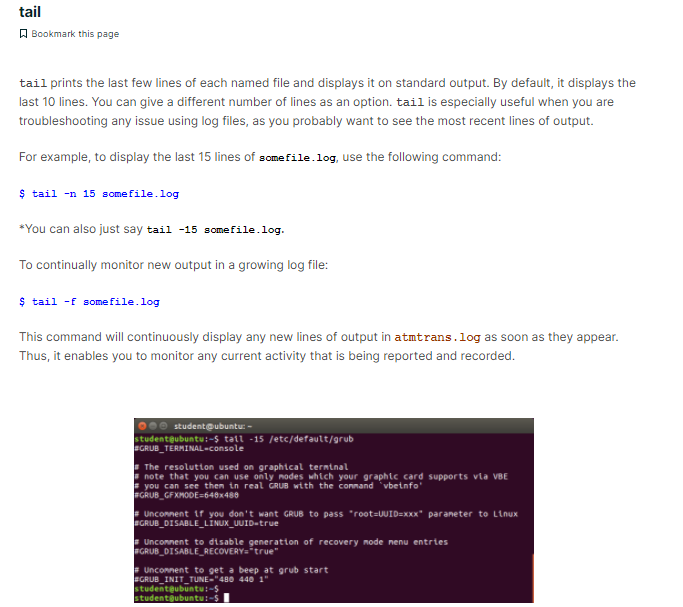 tail
Bookmark this page
tail prints the last few lines of each named file and displays it on standard output. By default, it displays the
last 10 lines. You can give a different number of lines as an option. tail is especially useful when you are
troubleshooting any issue using log files, as you probably want to see the most recent lines of output.
For example, to display the last 15 lines of somefile.log, use the following command:
$ tail -n 15 somefile.log
*You can also just say tail -15 somefile.log.
To continually monitor new output in a growing log file:
$ tail -f somefile.log
This command will continuously display any new lines of output in atmtrans.log as soon as they appear.
Thus, it enables you to monitor any current activity that is being reported and recorded.
student@ubuntu: ~
student@ubuntu:~$ tail -15 /etc/default/grub
#GRUB_TERMINAL=console
# The resolution used on graphical terminal
# note that you can use only modes which your graphic card supports via VBE
# you can see them in real GRUB with the command `vbeinfo'
#GRUB_GFXMODE=640x480
# Uncomment if you don't want GRUB to pass "root=UUID=xxx" parameter to Linux
#GRUB_DISABLE_LINUX_UUID=true
# Uncomment to disable generation of recovery mode menu entries
#GRUB_DISABLE_RECOVERY="true"
# Uncomment to get a beep at grub start
#GRUB_INIT_TUNE="480 440 1"
student@ubuntu:~$
student@ubuntu:~$